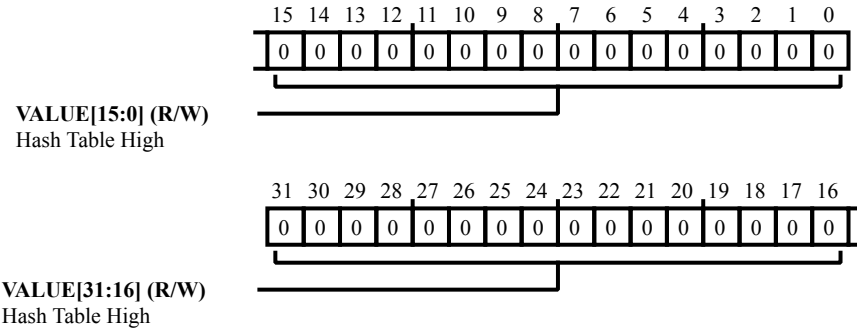 15 14 13 12 11 10 9 8 7 6 5 4 3 2 1 0
0 0 0 0 0 0 0 0 0 0 0 0 0 0 0 0
VALUE[15:0] (R/W)
Hash Table High
31 30 29 28 27 26 25 24 23 22 21 20 19 18 17 16
0 0 0 0 0 0 0 0 0 0 0 0 0 0 0 0
VALUE[31:16] (R/W)
Hash Table High